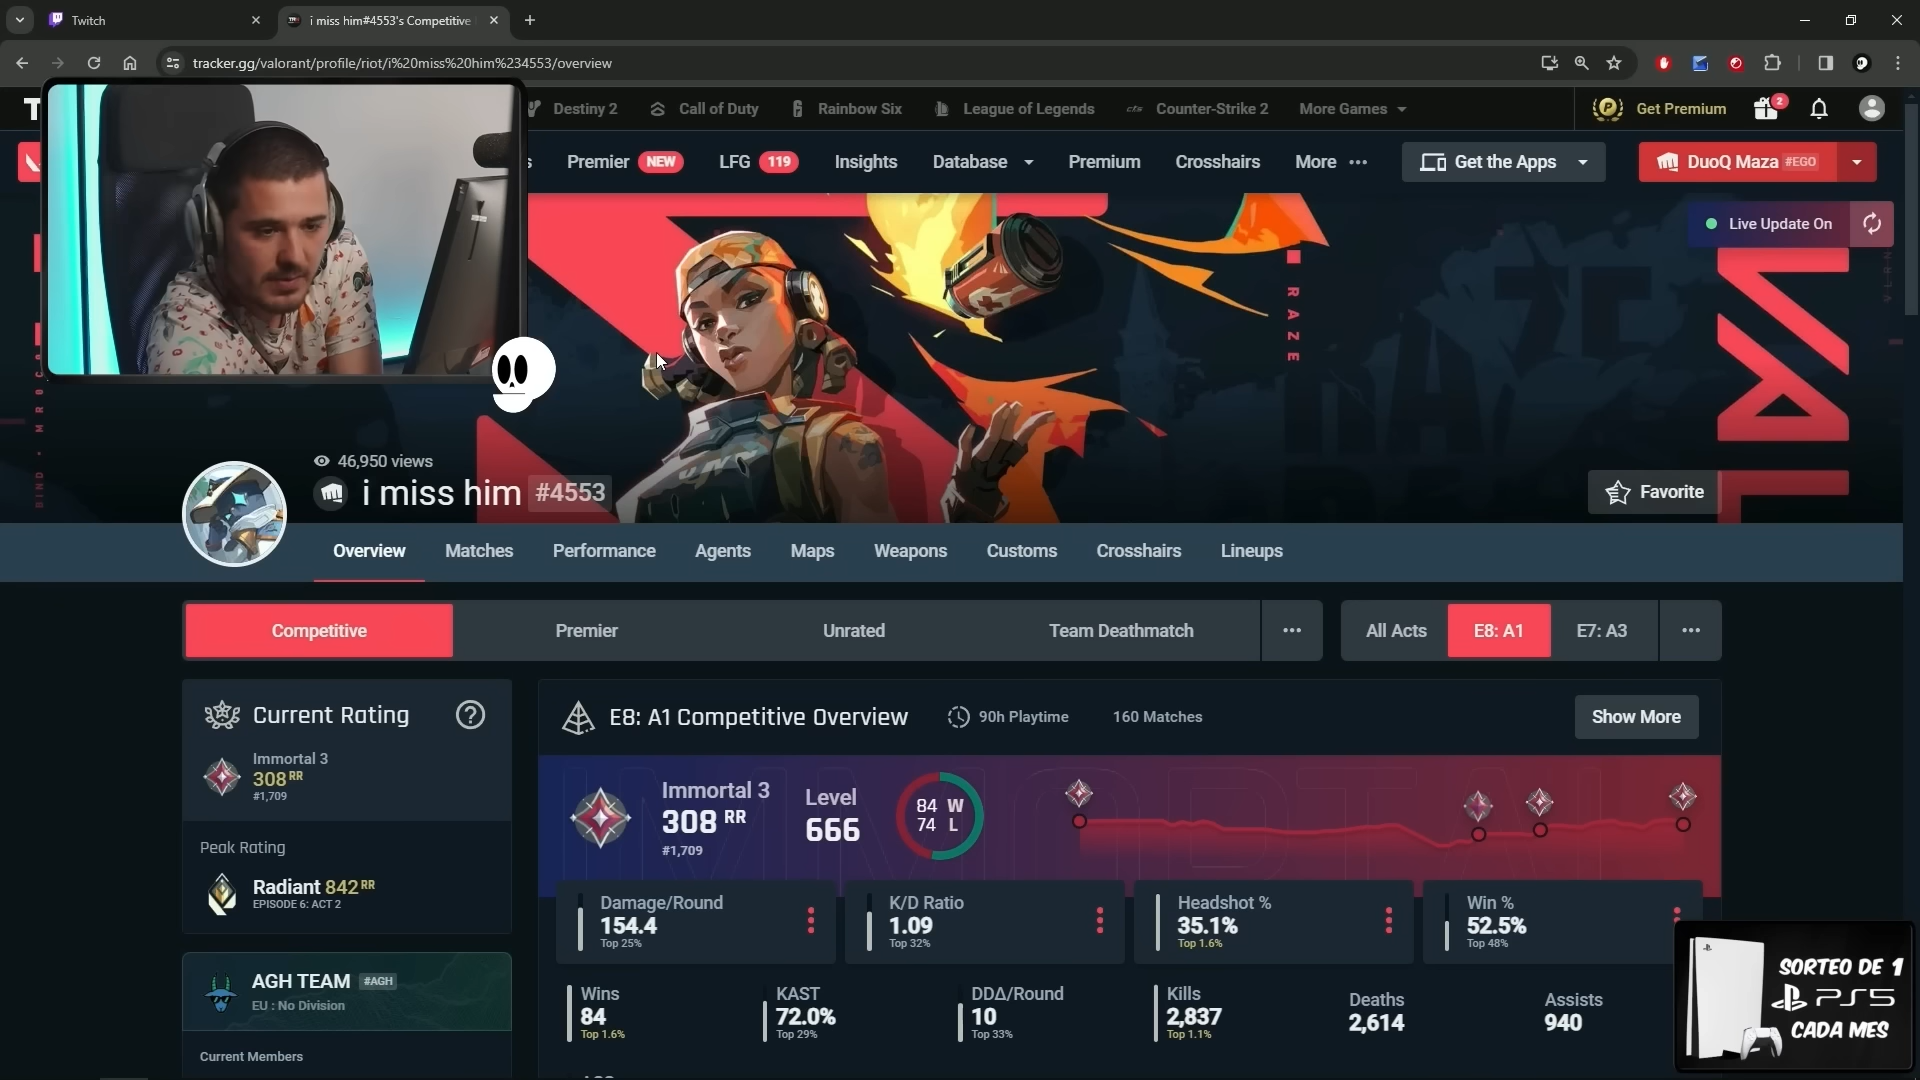 Twitch
i miss him#4553's Competitive
tracker.gg/valorant/profile/riot/i%20miss%20him%234553/overview
Destiny 2
Call of Duty
Rainbow Six
League of Legends
Counter-Strike 2
More Games
Get Premium
2
Premier NEW
LFG 119
Insights
Database
Premium
Crosshairs
More
Get the Apps
DuoQ Maza #EGO
Live Update On
RAZE
46,950 views
i miss him #4553
Favorite
Overview
Matches
Performance
Agents
Maps
Weapons
Customs
Crosshairs
Lineups
Competitive
Premier
Unrated
Team Deathmatch
All Acts
E8: A1
E7: A3
Current Rating
Immortal 3
308 RR
#1,709
Peak Rating
Radiant 842 RR
EPISODE 6: ACT 2
AGH TEAM #AGH
EU : No Division
Current Members
E8: A1 Competitive Overview
90h Playtime
160 Matches
Show More
Immortal 3
308 RR
#1,709
Level
666
84 W
74 L
Damage/Round
154.4
Top 25%
K/D Ratio
1.09
Top 32%
Headshot %
35.1%
Top 1.6%
Win %
52.5%
Top 48%
Wins
84
Top 1.6%
KAST
72.0%
Top 29%
DDΔ/Round
10
Top 33%
Kills
2,837
Top 1.1%
Deaths
2,614
Assists
940
SORTEO DE 1
PS5
CADA MES